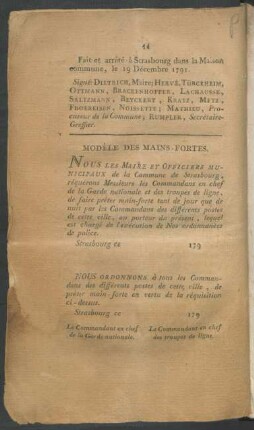 14
Fait et arrêté à Strasbourg dans la Maison
commune, le 19 Décembre 1791.
Signé DIETRICH, Maire; HERVÉ, TORCKHEIM,
OTTMANN, BRACKENHOFFER, LACHAUSSE,
SALTZMANN, BEYCKERT, KRATZ, METZ,
FROEREISEN, NOISETTE; MATHIEU, Pro-
cureur de la Commune; RUMPLER, Secrétaire-
Greffier.
MODÈLE DES MAINS-FORTES.
NOUS LES MAIRE ET OFFICIERS MU-
NICIPAUX de la Commune de Strasbourg,
réquerons Messieurs les Commandans en chef
de la Garde nationale et des troupes de ligne,
de faire prêter main-forte tant de jour que de
nuit par les Commandans des différents postes
de cette ville, au porteur du présent, lequel
est chargé de l'exécution de Nos ordonnances
de police.
Strasbourg ce 179
NOUS ORDONNONS à tous les Comman-
dans des différents postes de cette ville, de
prêter main-forte en vertu de la réquisition
ci-dessus.
Strasbourg ce 179
Le Commandant en chef Le Commandant en chef
de la Garde nationale. des troupes de ligne.